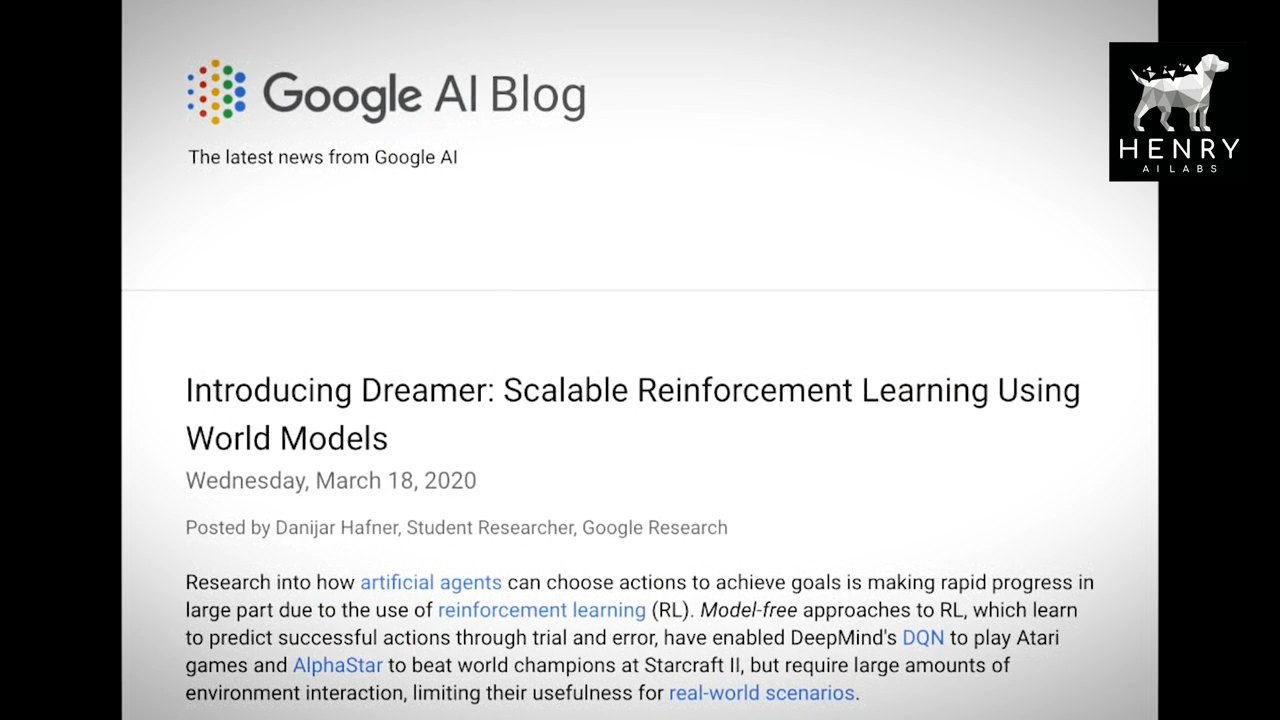 Google AI Blog
The latest news from Google AI
HENRY
AI LABS
Introducing Dreamer: Scalable Reinforcement Learning Using
World Models
Wednesday, March 18, 2020
Posted by Danijar Hafner, Student Researcher, Google Research
Research into how artificial agents can choose actions to achieve goals is making rapid progress in
large part due to the use of reinforcement learning (RL). Model-free approaches to RL, which learn
to predict successful actions through trial and error, have enabled DeepMind's DQN to play Atari
games and AlphaStar to beat world champions at Starcraft II, but require large amounts of
environment interaction, limiting their usefulness for real-world scenarios.